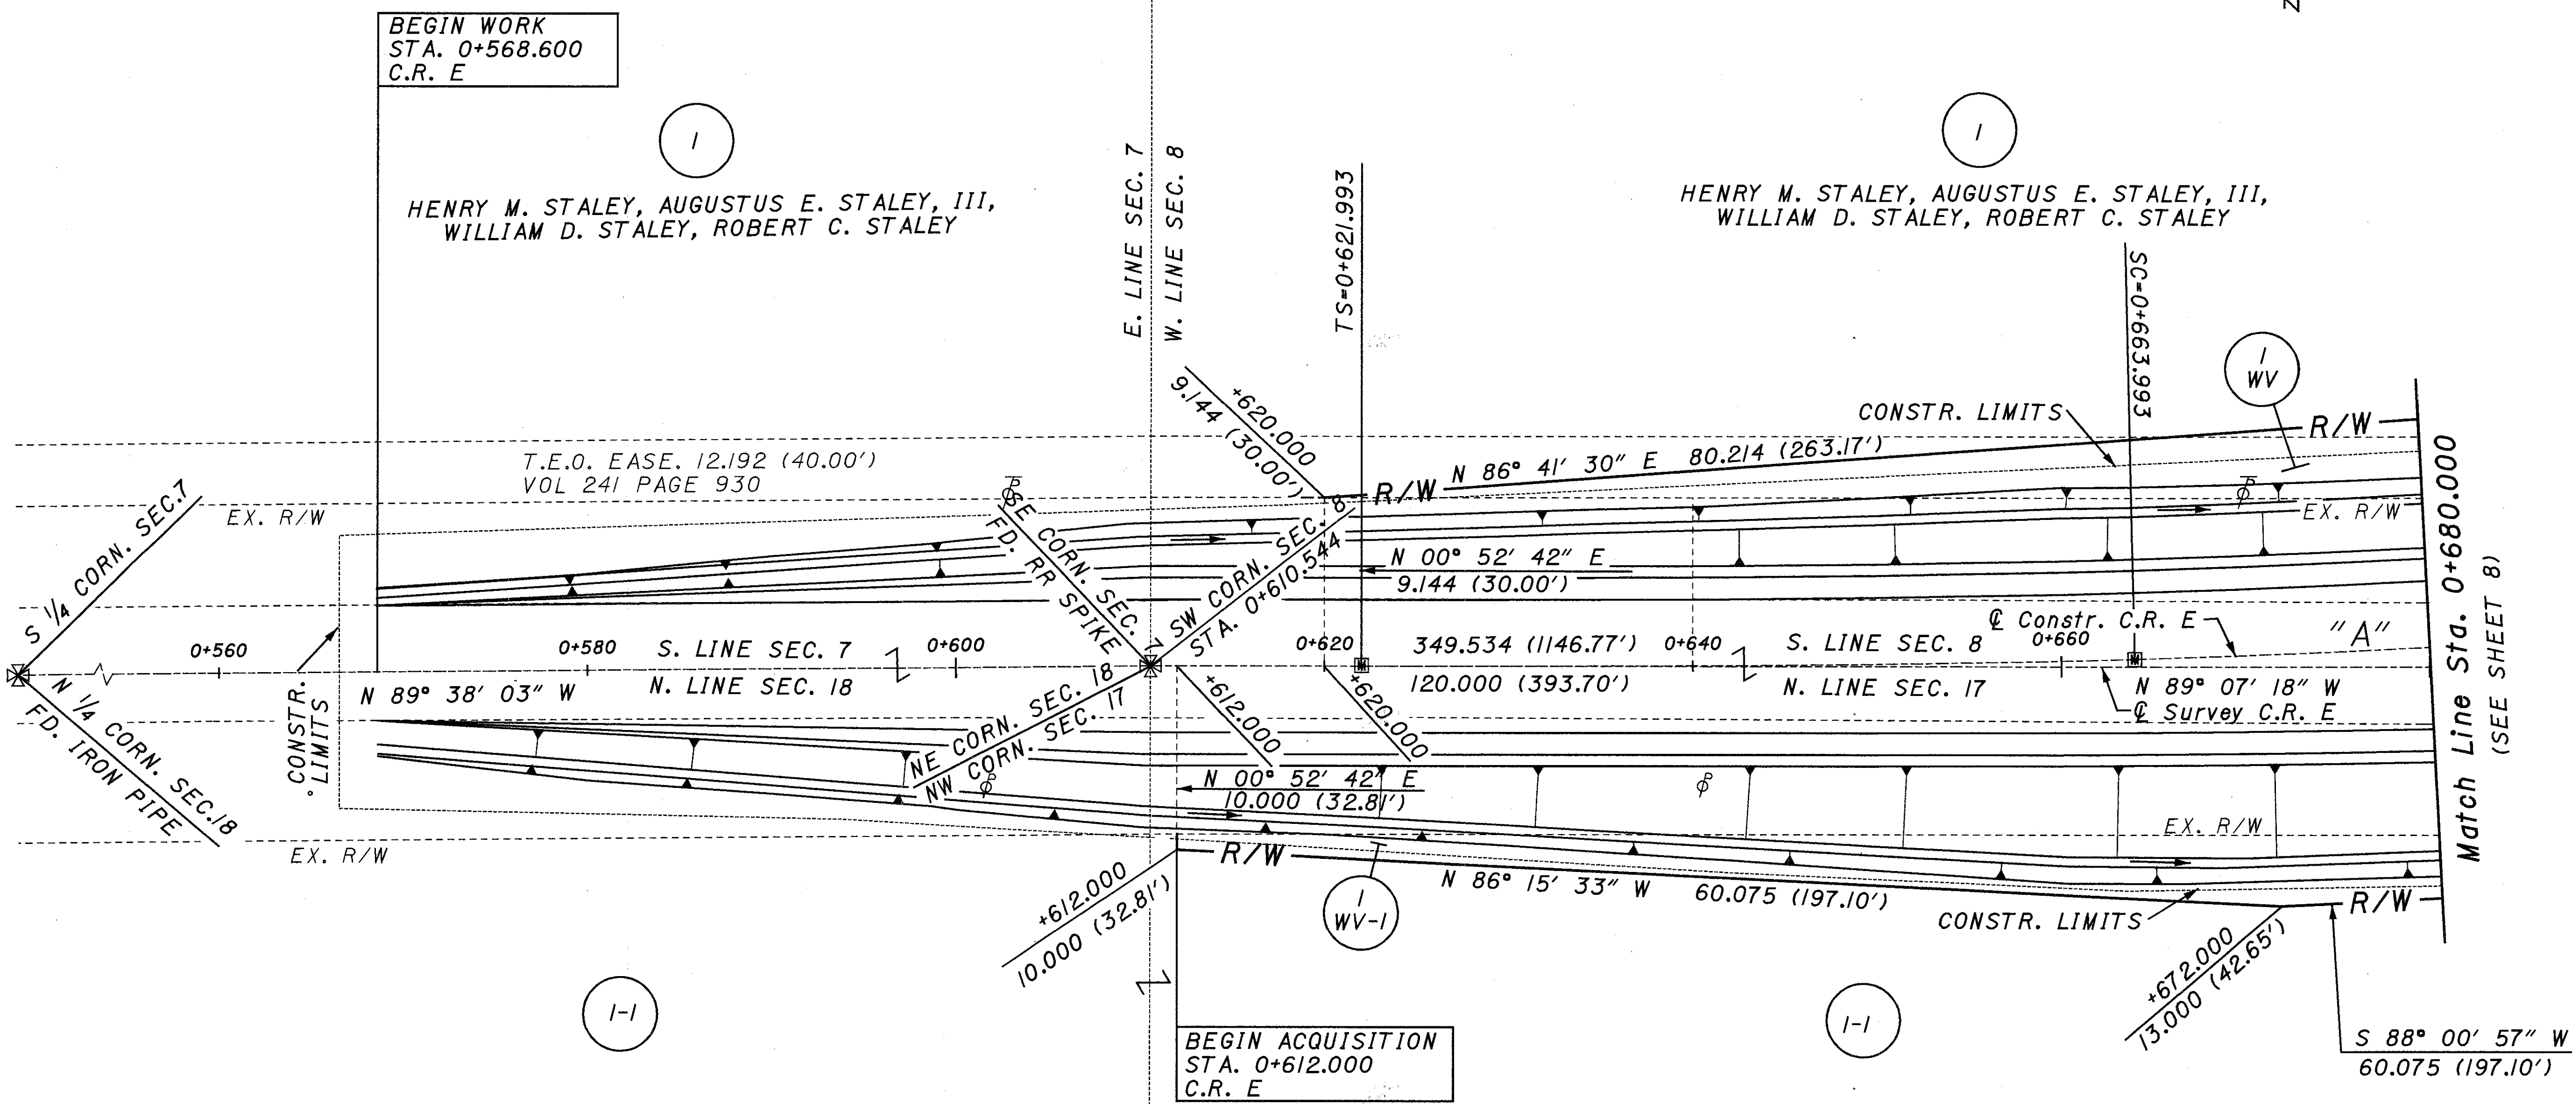 BEGIN WORK
STA. 0+568.600
C.R. E
1
HENRY M. STALEY, AUGUSTUS E. STALEY, III,
WILLIAM D. STALEY, ROBERT C. STALEY
E. LINE SEC. 7
W. LINE SEC. 8
TS=0+621.993
1
HENRY M. STALEY, AUGUSTUS E. STALEY, III,
WILLIAM D. STALEY, ROBERT C. STALEY
SC=0+663.993
1
WV
CONSTR. LIMITS
+620.000
9.144 (30.00')
R/W
N 86° 41' 30" E 80.214 (263.17')
R/W
T.E.O. EASE. 12.192 (40.00')
VOL 241 PAGE 930
EX. R/W
EX. R/W
S 1/4 CORN. SEC.7
N 1/4 CORN. SEC.18
FD. IRON PIPE
SE CORN. SEC. 7
FD. RR SPIKE
SW CORN. SEC. 8
STA. 0+610.544
N 00° 52' 42" E
9.144 (30.00')
0+560
0+580
S. LINE SEC. 7
0+600
0+620
349.534 (1146.77')
0+640
S. LINE SEC. 8
0+660
℄ Constr. C.R. E
"A"
Match Line Sta. 0+680.000
(SEE SHEET 8)
CONSTR.
LIMITS
N 89° 38' 03" W
N. LINE SEC. 18
NE CORN. SEC. 18
NW CORN. SEC. 17
+612.000
+620.000
120.000 (393.70')
N. LINE SEC. 17
N 89° 07' 18" W
℄ Survey C.R. E
N 00° 52' 42" E
10.000 (32.81')
EX. R/W
EX. R/W
R/W
N 86° 15' 33" W 60.075 (197.10')
R/W
CONSTR. LIMITS
+612.000
10.000 (32.81')
1
WV-1
+672.000
13.000 (42.65')
1-1
1-1
BEGIN ACQUISITION
STA. 0+612.000
C.R. E
S 88° 00' 57" W
60.075 (197.10')